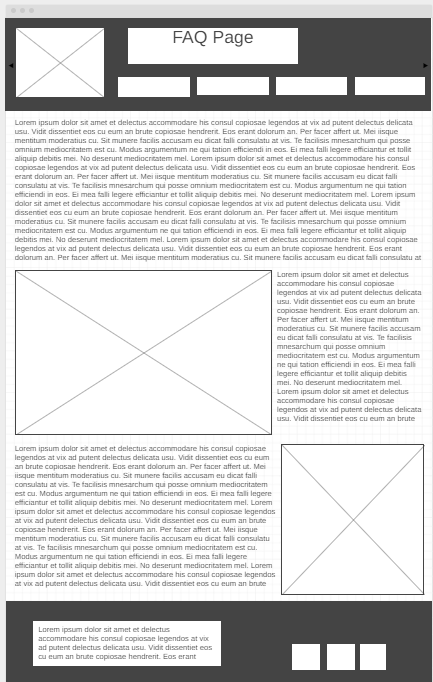 FAQ Page
Lorem ipsum dolor sit amet et delectus accommodare his consul copiosae legendos at vix ad putent delectus delicata
usu. Vidit dissentiet eos cu eum an brute copiosae hendrerit. Eos erant dolorum an. Per facer affert ut. Mei iisque
mentitum moderatius cu. Sit munere facilis accusam eu dicat falli consulatu at vis. Te facilisis mnesarchum qui posse
omnium mediocritatem est cu. Modus argumentum ne qui tation efficiendi in eos. Ei mea falli legere efficiantur et tollit
aliquip debitis mei. No deserunt mediocritatem mel. Lorem ipsum dolor sit amet et delectus accommodare his consul
copiosae legendos at vix ad putent delectus delicata usu. Vidit dissentiet eos cu eum an brute copiosae hendrerit. Eos
erant dolorum an. Per facer affert ut. Mei iisque mentitum moderatius cu. Sit munere facilis accusam eu dicat falli
consulatu at vis. Te facilisis mnesarchum qui posse omnium mediocritatem est cu. Modus argumentum ne qui tation
efficiendi in eos. Ei mea falli legere efficiantur et tollit aliquip debitis mei. No deserunt mediocritatem mel. Lorem ipsum
dolor sit amet et delectus accommodare his consul copiosae legendos at vix ad putent delectus delicata usu. Vidit
dissentiet eos cu eum an brute copiosae hendrerit. Eos erant dolorum an. Per facer affert ut. Mei iisque mentitum
moderatius cu. Sit munere facilis accusam eu dicat falli consulatu at vis. Te facilisis mnesarchum qui posse omnium
mediocritatem est cu. Modus argumentum ne qui tation efficiendi in eos. Ei mea falli legere efficiantur et tollit aliquip
debitis mei. No deserunt mediocritatem mel. Lorem ipsum dolor sit amet et delectus accommodare his consul copiosae
legendos at vix ad putent delectus delicata usu. Vidit dissentiet eos cu eum an brute copiosae hendrerit. Eos erant
dolorum an. Per facer affert ut. Mei iisque mentitum moderatius cu. Sit munere facilis accusam eu dicat falli consulatu at
Lorem ipsum dolor sit amet et delectus
accommodare his consul copiosae
legendos at vix ad putent delectus delicata
usu. Vidit dissentiet eos cu eum an brute
copiosae hendrerit. Eos erant dolorum an.
Per facer affert ut. Mei iisque mentitum
moderatius cu. Sit munere facilis accusam
eu dicat falli consulatu at vis. Te facilisis
mnesarchum qui posse omnium
mediocritatem est cu. Modus argumentum
ne qui tation efficiendi in eos. Ei mea falli
legere efficiantur et tollit aliquip debitis
mei. No deserunt mediocritatem mel.
Lorem ipsum dolor sit amet et delectus
accommodare his consul copiosae
legendos at vix ad putent delectus delicata
usu. Vidit dissentiet eos cu eum an brute
Lorem ipsum dolor sit amet et delectus accommodare his consul copiosae
legendos at vix ad putent delectus delicata usu. Vidit dissentiet eos cu eum
an brute copiosae hendrerit. Eos erant dolorum an. Per facer affert ut. Mei
iisque mentitum moderatius cu. Sit munere facilis accusam eu dicat falli
consulatu at vis. Te facilisis mnesarchum qui posse omnium mediocritatem
est cu. Modus argumentum ne qui tation efficiendi in eos. Ei mea falli legere
efficiantur et tollit aliquip debitis mei. No deserunt mediocritatem mel. Lorem
ipsum dolor sit amet et delectus accommodare his consul copiosae legendos
at vix ad putent delectus delicata usu. Vidit dissentiet eos cu eum an brute
copiosae hendrerit. Eos erant dolorum an. Per facer affert ut. Mei iisque
mentitum moderatius cu. Sit munere facilis accusam eu dicat falli consulatu
at vis. Te facilisis mnesarchum qui posse omnium mediocritatem est cu.
Modus argumentum ne qui tation efficiendi in eos. Ei mea falli legere
efficiantur et tollit aliquip debitis mei. No deserunt mediocritatem mel. Lorem
ipsum dolor sit amet et delectus accommodare his consul copiosae legendos
at vix ad putent delectus delicata usu. Vidit dissentiet eos cu eum an brute
Lorem ipsum dolor sit amet et delectus
accommodare his consul copiosae legendos at vix
ad putent delectus delicata usu. Vidit dissentiet eos
cu eum an brute copiosae hendrerit. Eos erant